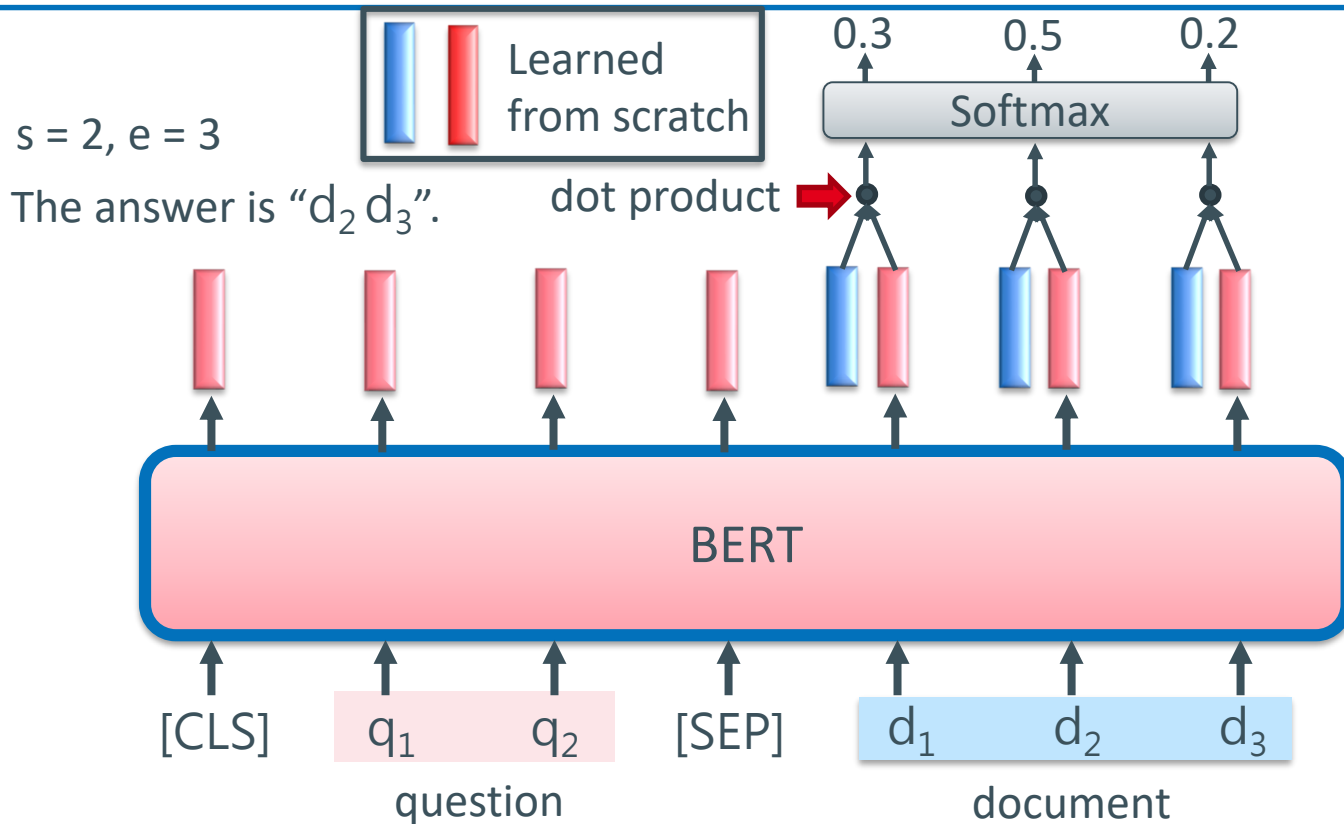 Learned
from scratch
0.3 0.5 0.2
Softmax
s = 2, e = 3
dot product
The answer is “d₂ d₃”.
BERT
[CLS] q₁ q₂ [SEP] d₁ d₂ d₃
question document